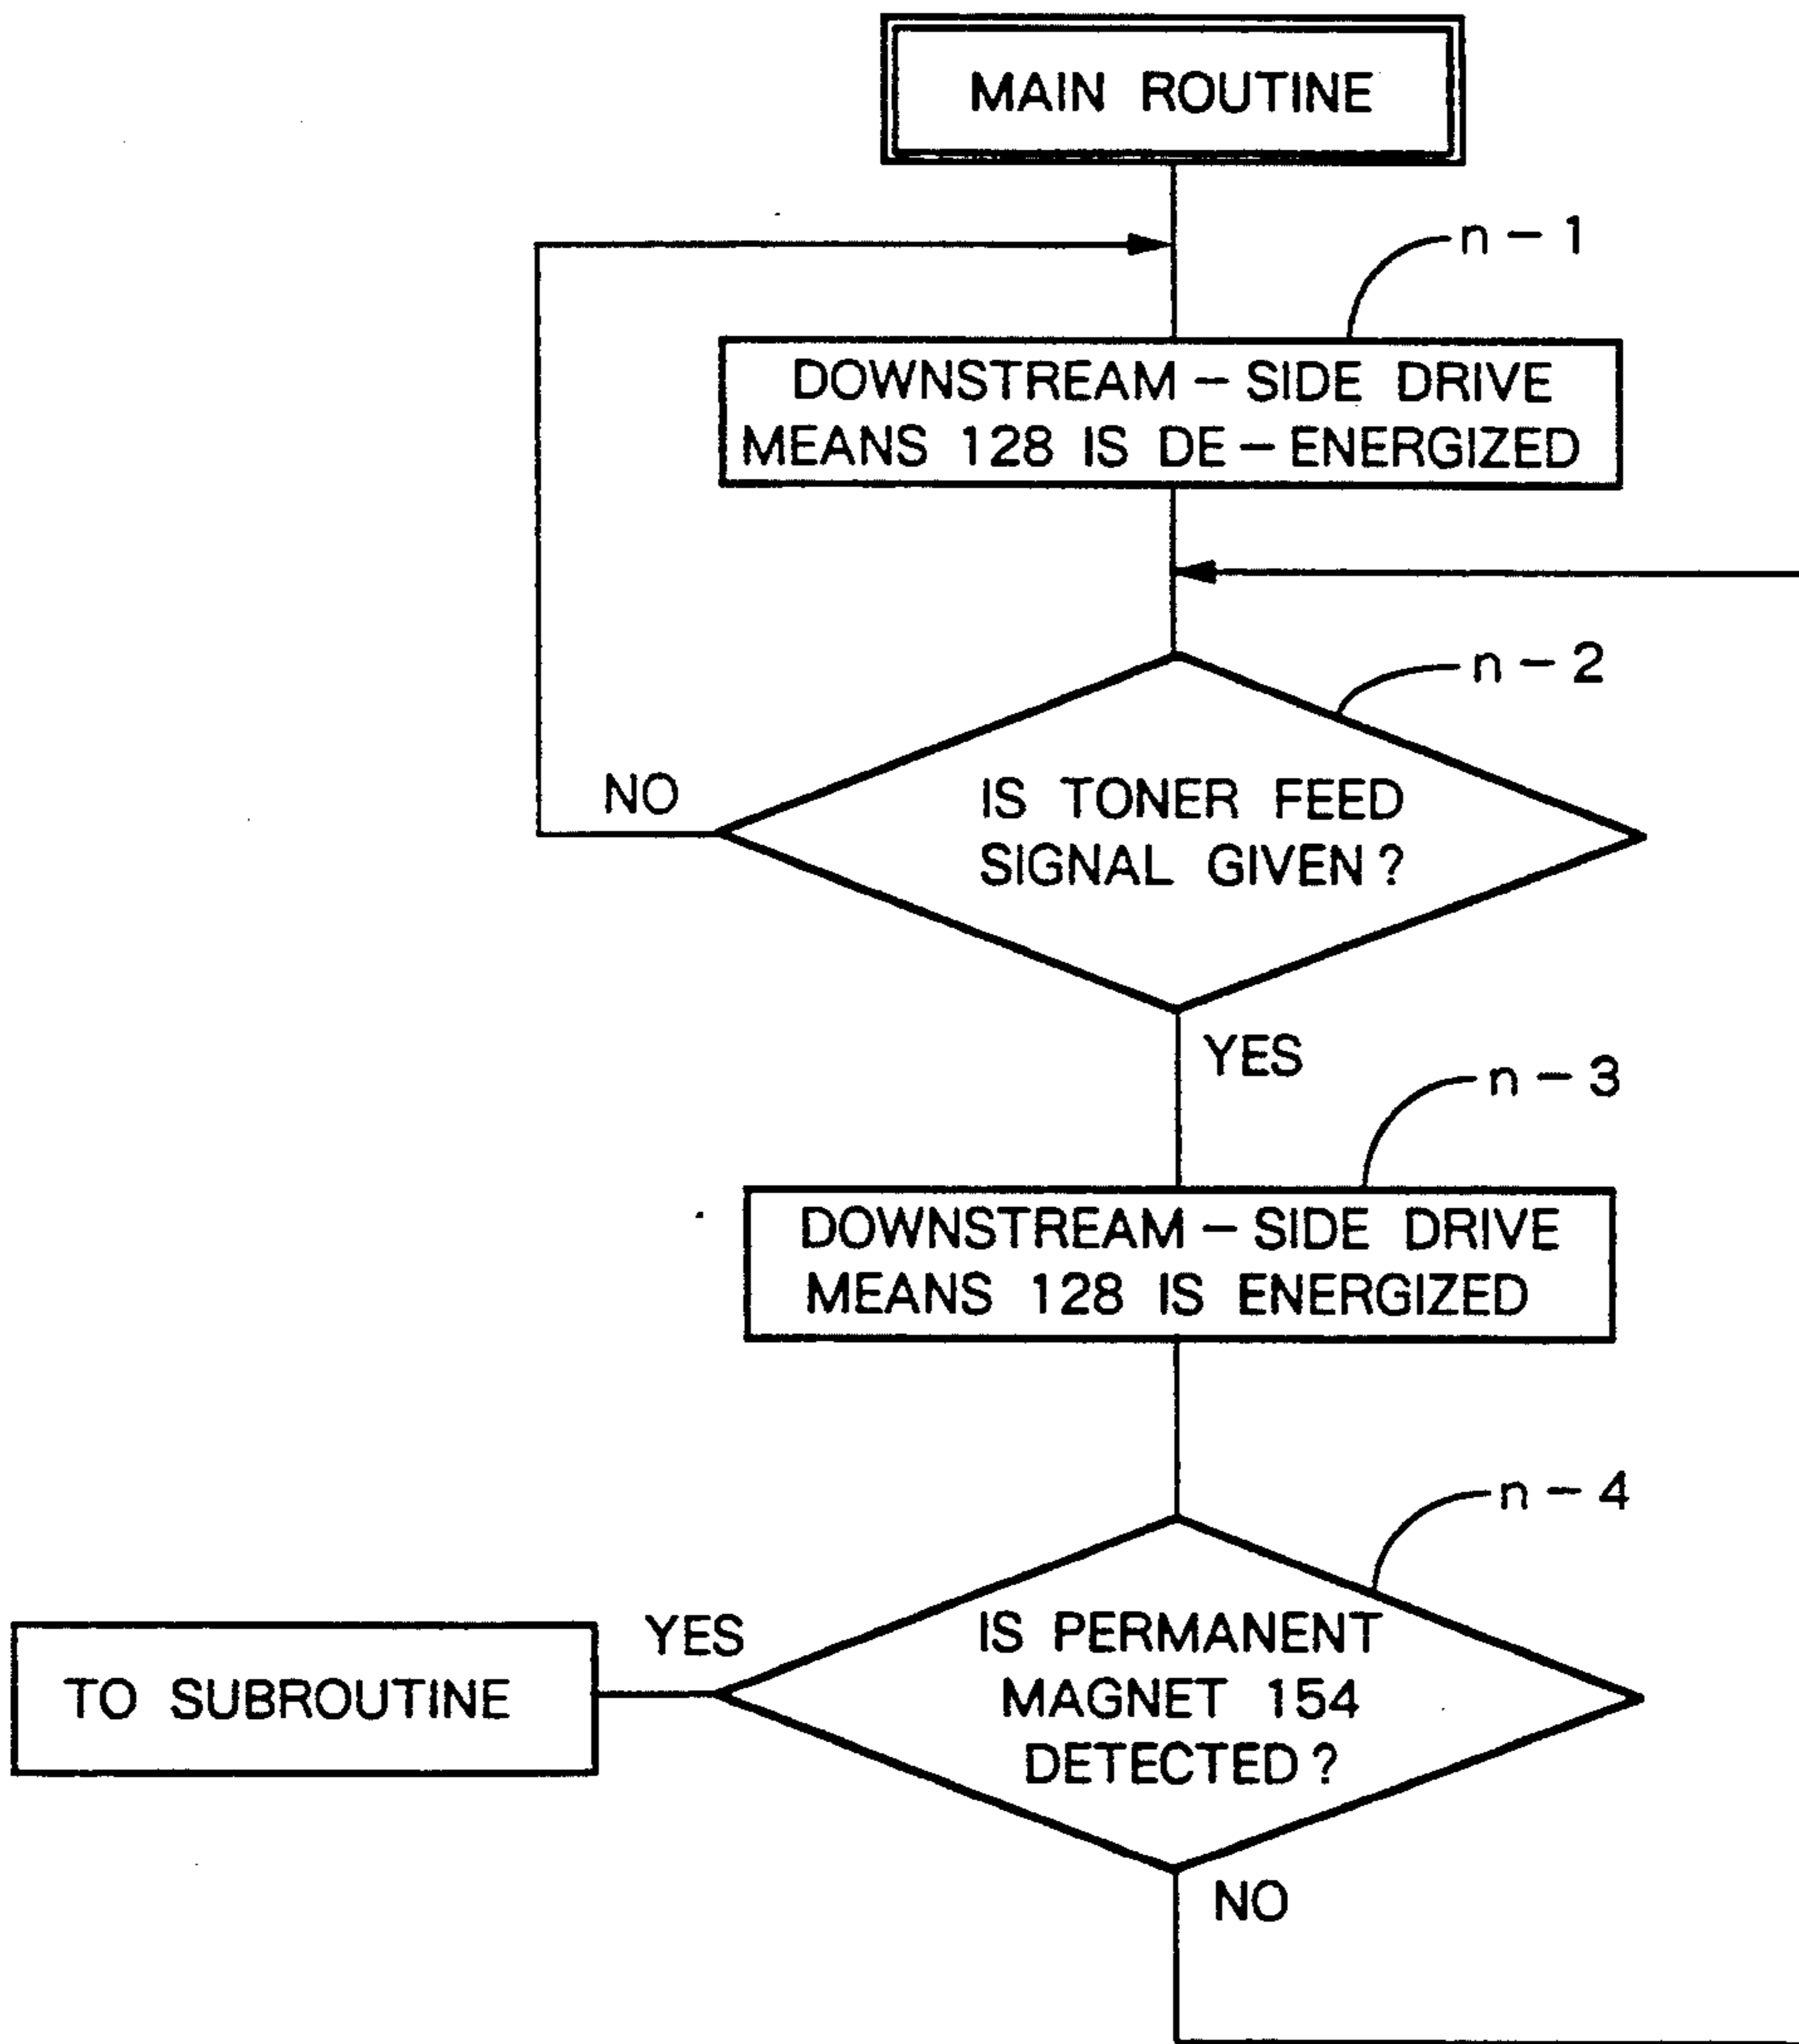 MAIN ROUTINE
n-1
DOWNSTREAM-SIDE DRIVE
MEANS 128 IS DE-ENERGIZED
n-2
NO
IS TONER FEED
SIGNAL GIVEN?
YES
n-3
DOWNSTREAM-SIDE DRIVE
MEANS 128 IS ENERGIZED
n-4
YES
IS PERMANENT
MAGNET 154
DETECTED?
TO SUBROUTINE
NO